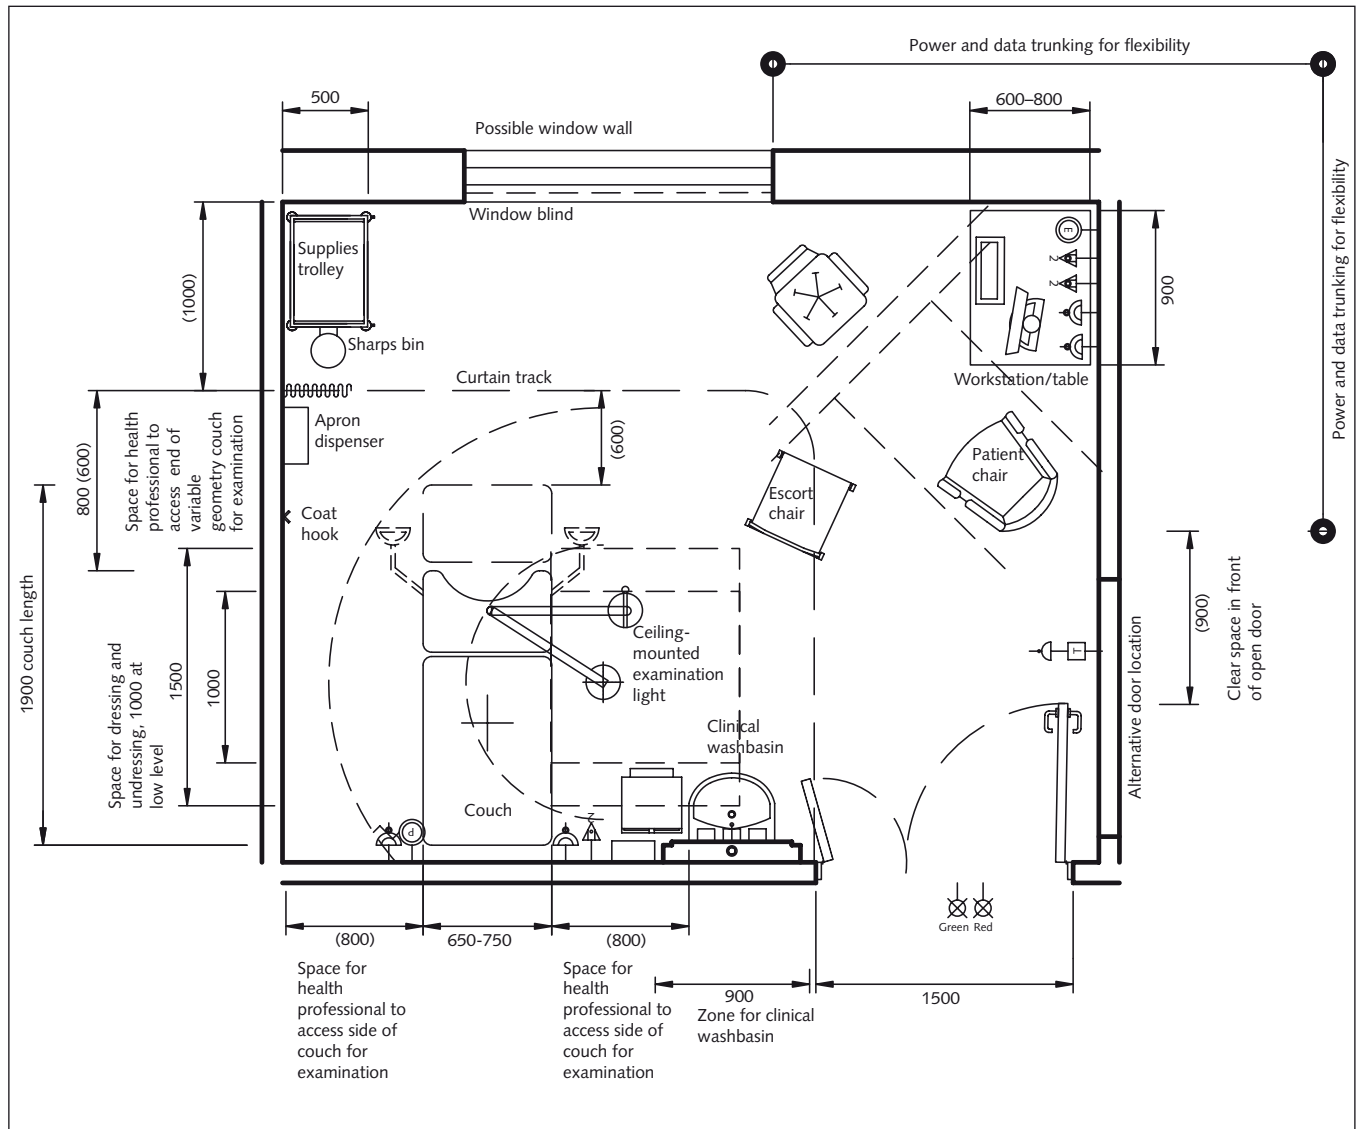 Power and data trunking for flexibility
500
600–800
Possible window wall
Window blind
Power and data trunking for flexibility
Supplies
trolley
(1000)
E
2
2
900
Sharps bin
Workstation/table
Curtain track
Apron
dispenser
(600)
800 (600)
Space for health
professional to
access end of
variable
geometry couch
for examination
Patient
chair
Escort
chair
Coat
hook
1900 couch length
Space for dressing and
undressing, 1000 at
low level
1500
1000
Ceiling-
mounted
examination
light
T
Alternative door location
(900)
Clear space in front
of open door
Clinical
washbasin
Couch
P
2
Green Red
(800)
650-750
(800)
Space for
health
professional to
access side of
couch for
examination
Space for
health
professional to
access side of
couch for
examination
900
Zone for clinical
washbasin
1500